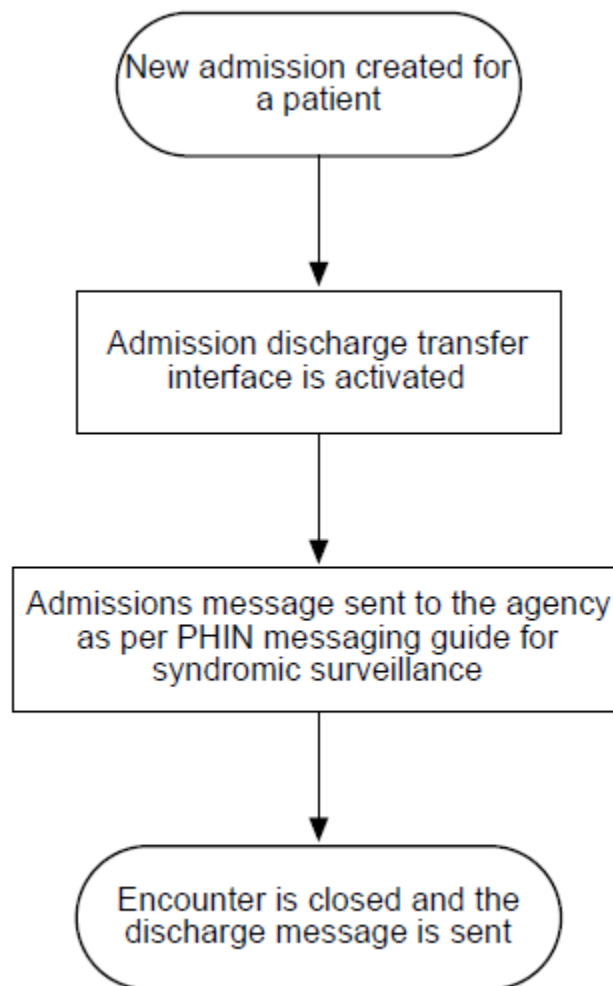 New admission created for
a patient
Admission discharge transfer
interface is activated
Admissions message sent to the agency
as per PHIN messaging guide for
syndromic surveillance
Encounter is closed and the
discharge message is sent